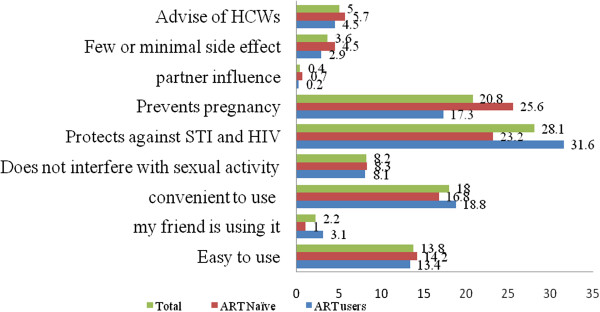 Advise of HCWs 5 5.7 4.5
Few or minimal side effect 3.6 4.5 2.9
partner influence 0.4 0.7 0.2
Prevents pregnancy 20.8 25.6 17.3
Protects against STI and HIV 28.1 23.2 31.6
Does not interfere with sexual activity 8.2 8.3 8.1
convenient to use 18 16.8 18.8
my friend is using it 2.2 1 3.1
Easy to use 13.8 14.2 13.4
0 5 10 15 20 25 30 35
Total ART Naïve ART users